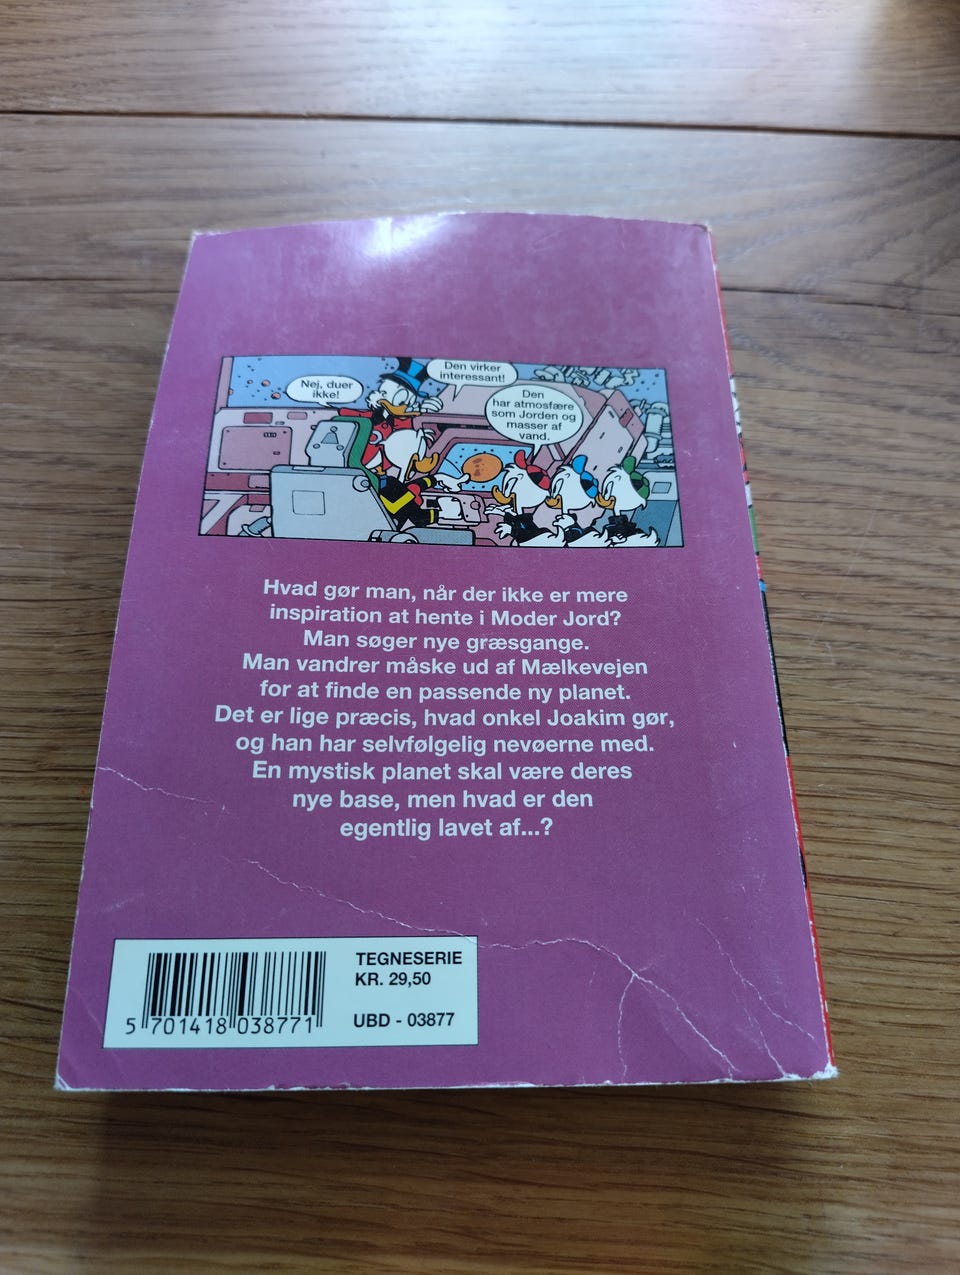 Nej, duer
ikke!
Den virker
interessant!
Den
har atmosfære
som Jorden og
masser af
vand.
Hvad gør man, når der ikke er mere
inspiration at hente i Moder Jord?
Man søger nye græsgange.
Man vandrer måske ud af Mælkevejen
for at finde en passende ny planet.
Det er lige præcis, hvad onkel Joakim gør,
og han har selvfølgelig nevøerne med.
En mystisk planet skal være deres
nye base, men hvad er den
egentlig lavet af...?
TEGNESERIE
KR. 29,50
UBD - 03877
5 701418 038771